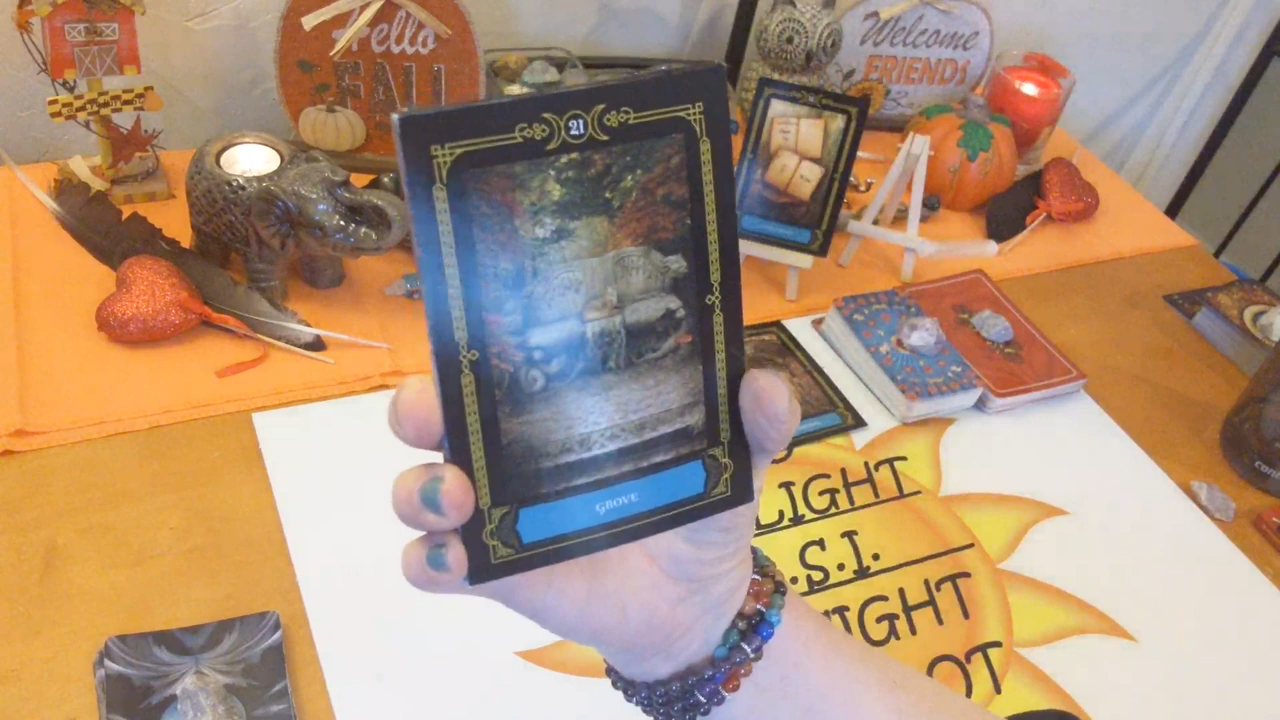 Hello
FALL
Welcome
FRIENDS
21
GROVE
LIGHT
.S.I.
IGHT
OT